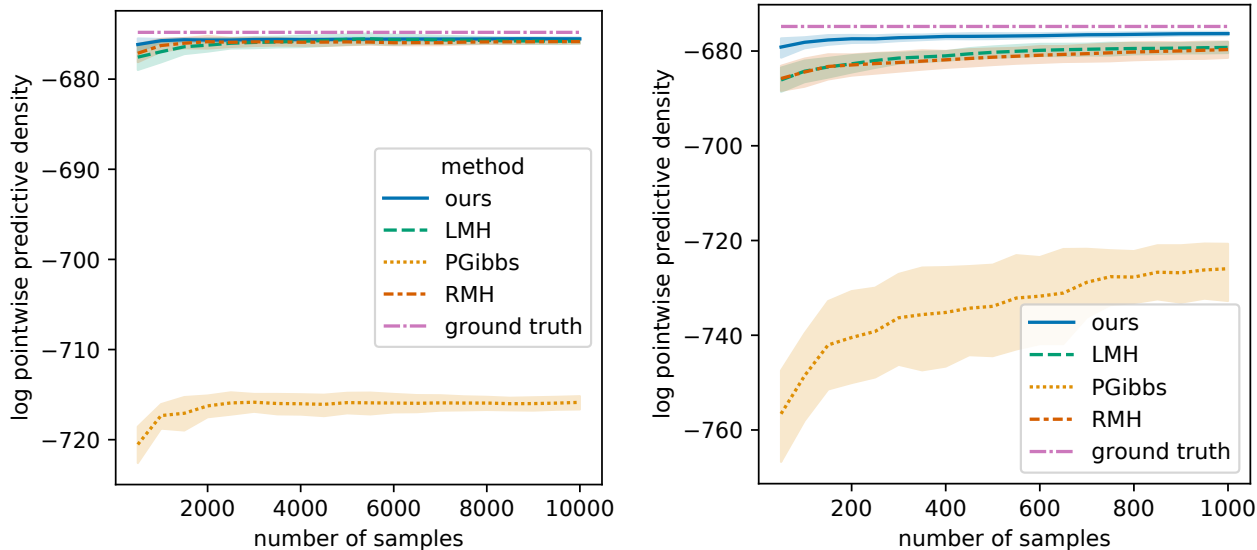 log pointwise predictive density
−680
−690
−700
−710
−720
method
ours
LMH
PGibbs
RMH
ground truth
2000 4000 6000 8000 10000
number of samples
log pointwise predictive density
−680
−700
−720
−740
−760
ours
LMH
PGibbs
RMH
ground truth
200 400 600 800 1000
number of samples